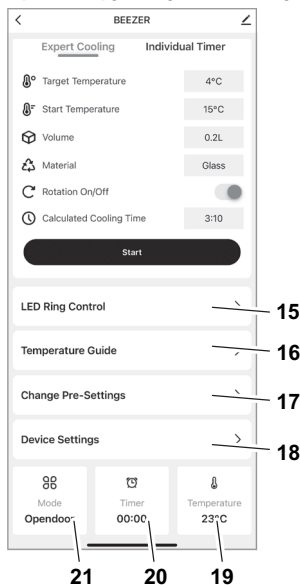 BEEZER
Expert Cooling Individual Timer
Target Temperature 4°C
Start Temperature 15°C
Volume 0.2L
Material Glass
Rotation On/Off
Calculated Cooling Time 3:10
Start
LED Ring Control
15
Temperature Guide
16
Change Pre-Settings
17
Device Settings
18
Mode Timer Temperature
Opendoor 00:00 23°C
21 20 19